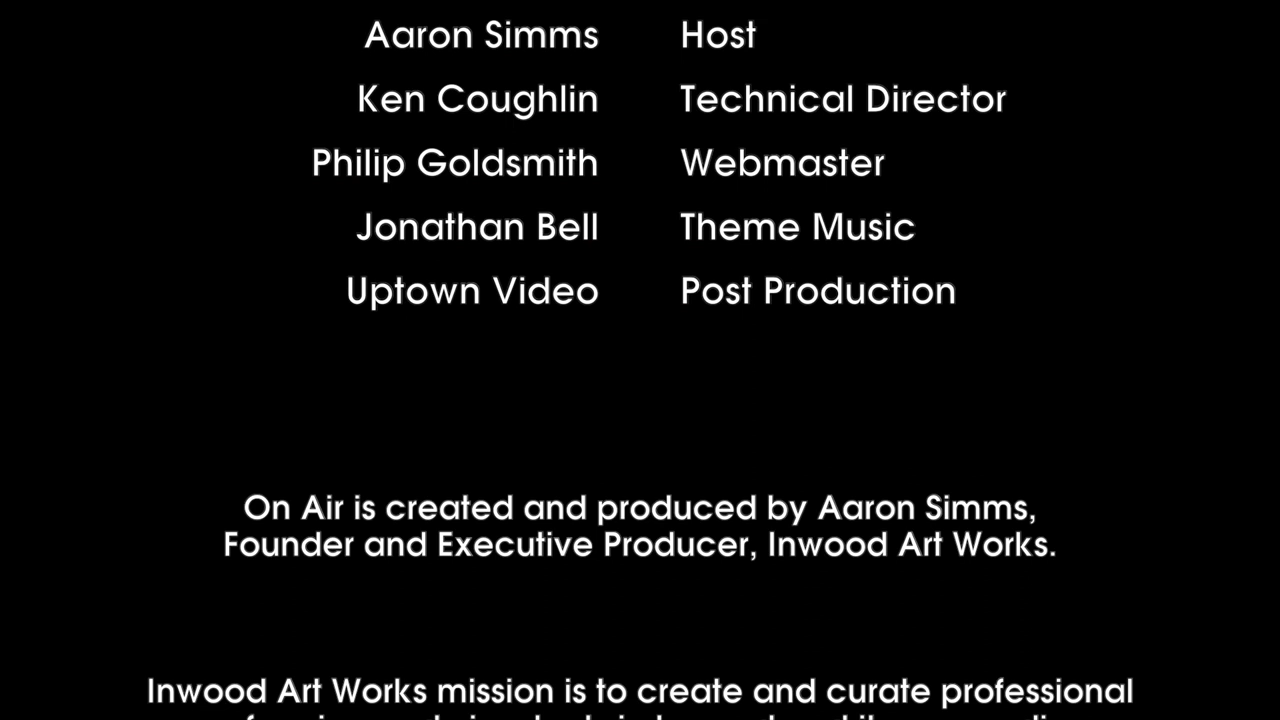 Aaron Simms Host
Ken Coughlin Technical Director
Philip Goldsmith Webmaster
Jonathan Bell Theme Music
Uptown Video Post Production
On Air is created and produced by Aaron Simms,
Founder and Executive Producer, Inwood Art Works.
Inwood Art Works mission is to create and curate professional